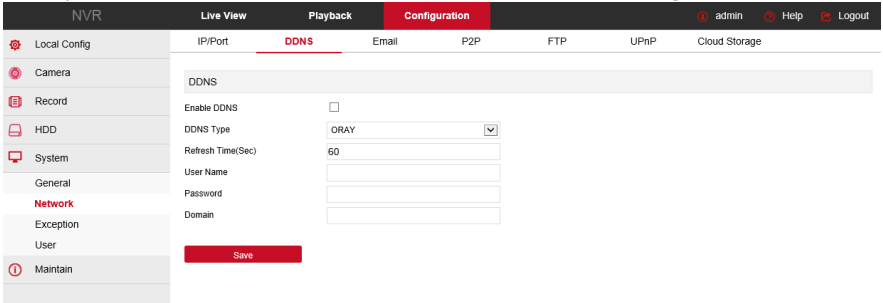 NVR Live View Playback Configuration admin Help Logout
Local Config
Camera
Record
HDD
System
General
Network
Exception
User
Maintain
IP/Port DDNS Email P2P FTP UPnP Cloud Storage
DDNS
Enable DDNS
DDNS Type ORAY
Refresh Time(Sec) 60
User Name
Password
Domain
Save